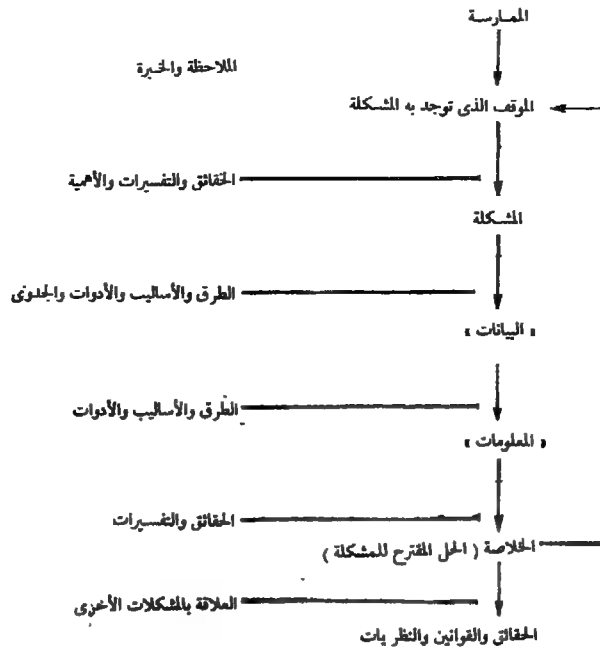 الممارسة
الملاحظة والخبرة
الموقف الذى توجد به المشكلة
الحقائق والتفسيرات والأهمية
المشكلة
الطرق والأساليب والأدوات والجدوى
« البيانات »
الطرق والأساليب والأدوات
« المعلومات »
الحقائق والتفسيرات
الخلاصة ( الحل المقترح للمشكلة )
العلاقة بالمشكلات الأخرى
الحقائق والقوانين والنظريات